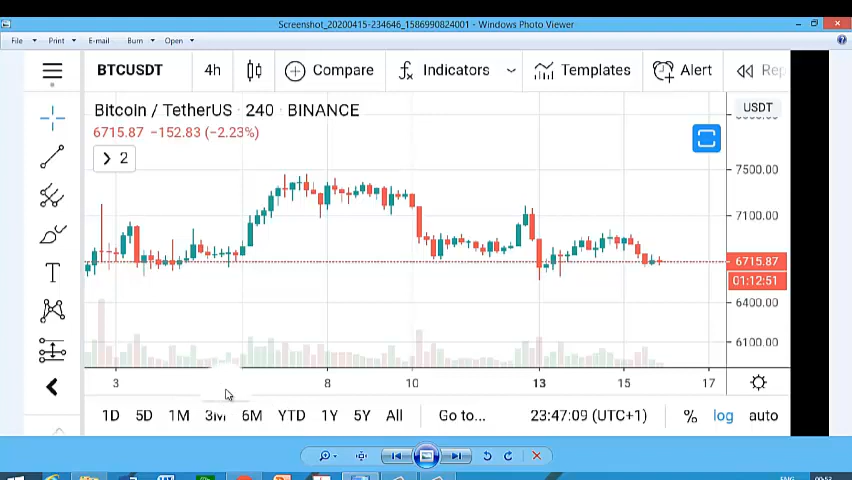 Screenshot_20200415-234646_1586990824001 - Windows Photo Viewer
File Print E-mail Burn Open
BTCUSDT 4h Compare Indicators Templates Alert
Bitcoin / TetherUS · 240 · BINANCE USDT
6715.87 −152.83 (−2.23%)
2
7500.00
7100.00
6715.87
01:12:51
6400.00
6100.00
3 8 10 13 15 17
1D 5D 1M 3M 6M YTD 1Y 5Y All Go to... 23:47:09 (UTC+1) % log auto